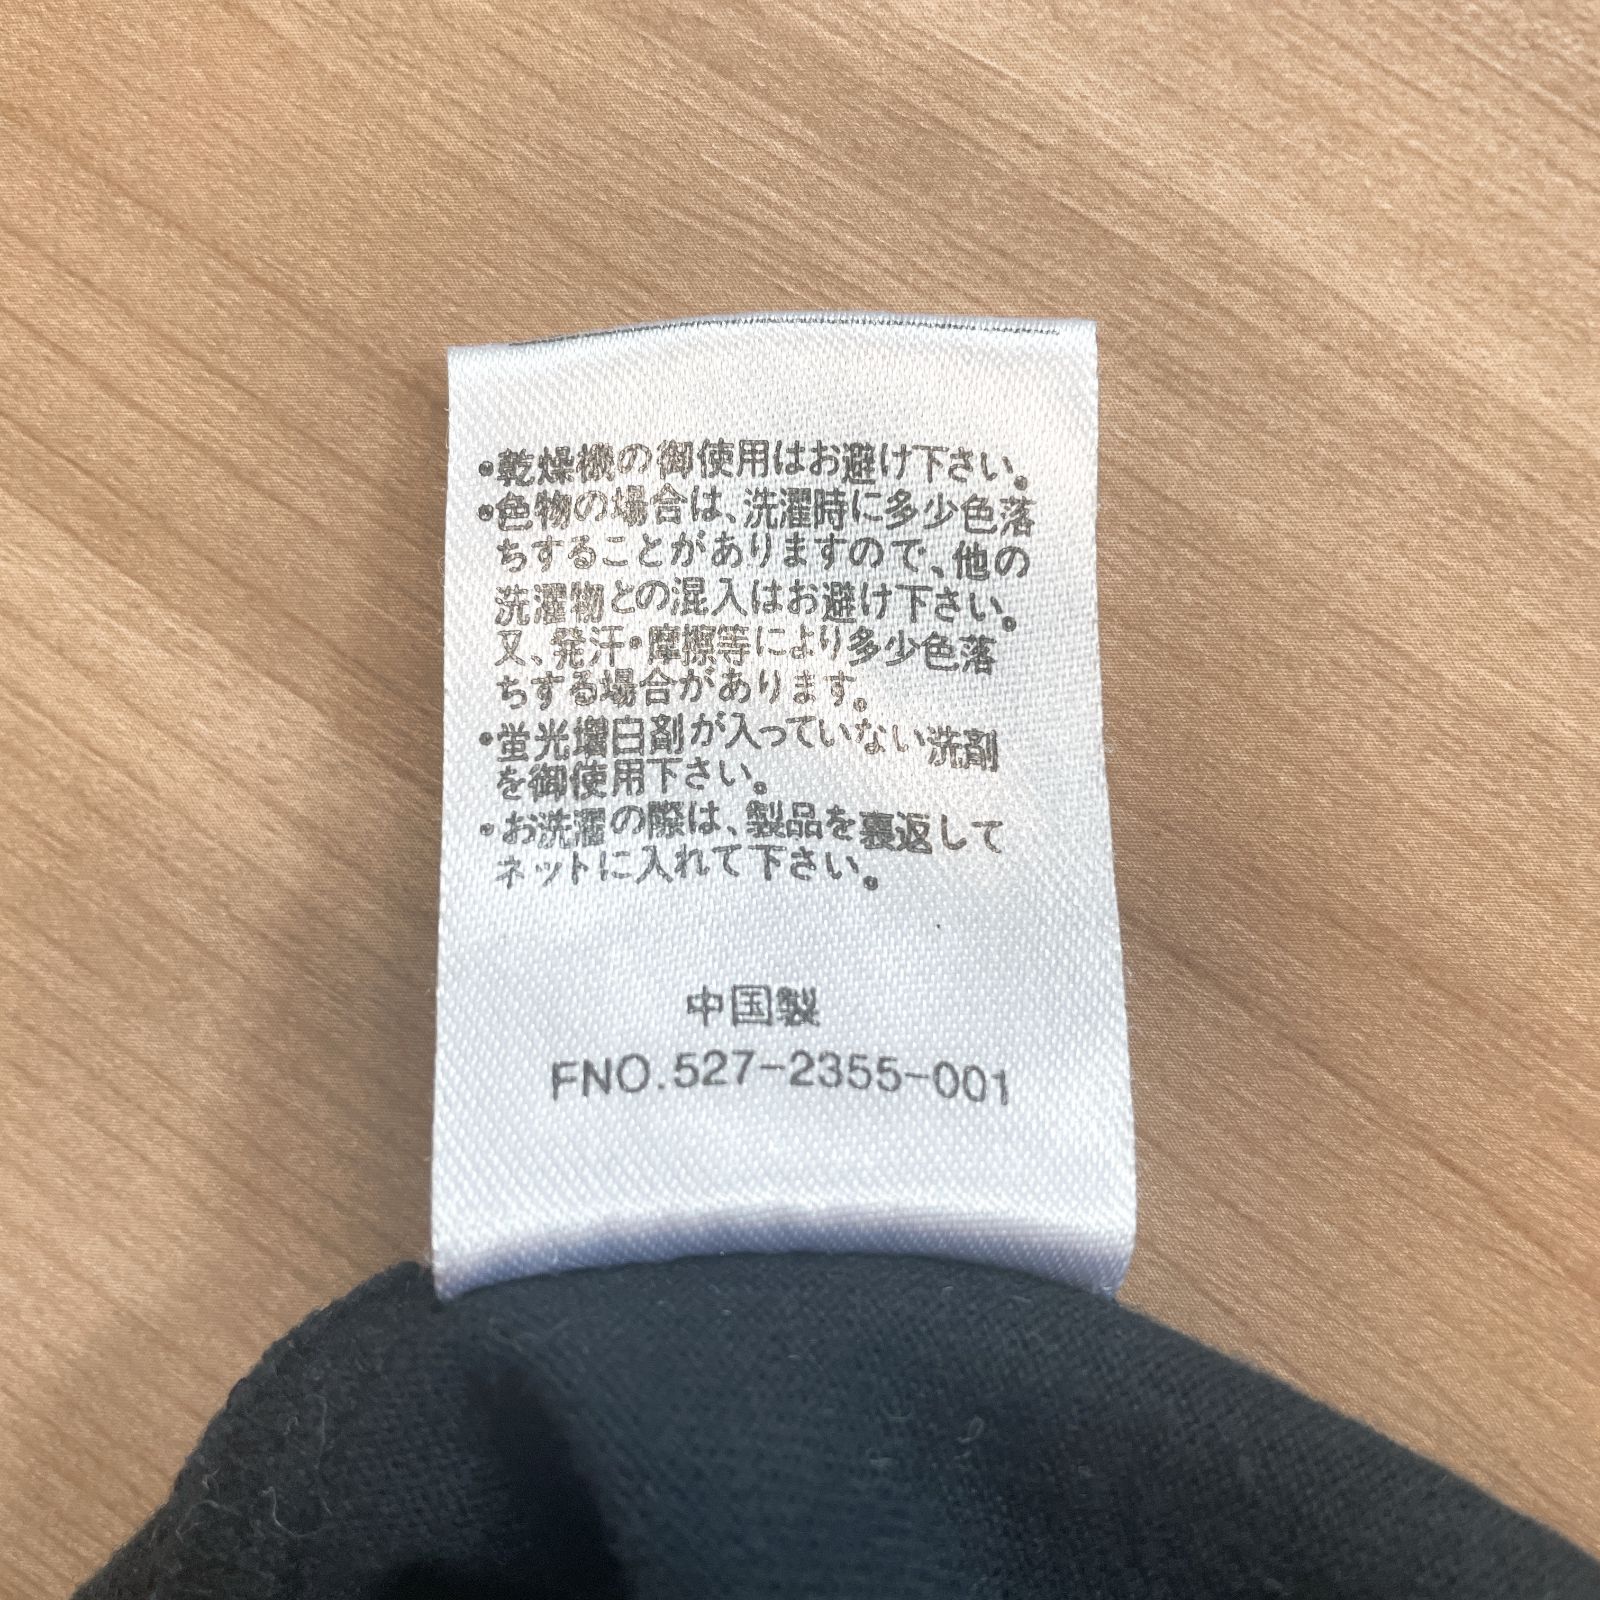 •乾燥機の御使用はお避け下さい。
•色物の場合は、洗濯時に多少色落
ちすることがありますので、他の
洗濯物との混入はお避け下さい。
又、発汗・摩擦等により多少色落
ちする場合があります。
•蛍光増白剤が入っていない洗剤
を御使用下さい。
•お洗濯の際は、製品を裏返して
ネットに入れて下さい。
中国製
FNO.527-2355-001